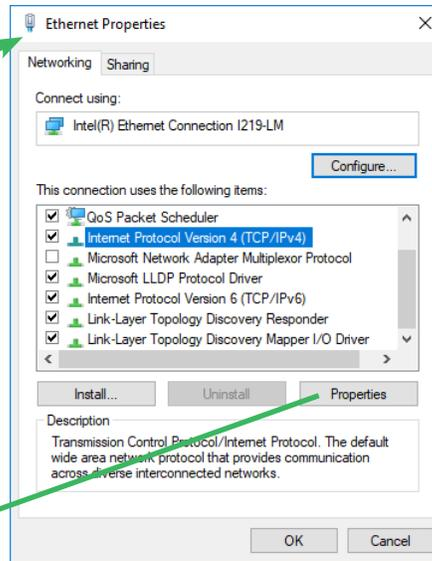 Ethernet Properties
Networking Sharing
Connect using:
Intel(R) Ethernet Connection I219-LM
Configure...
This connection uses the following items:
QoS Packet Scheduler
Internet Protocol Version 4 (TCP/IPv4)
Microsoft Network Adapter Multiplexor Protocol
Microsoft LLDP Protocol Driver
Internet Protocol Version 6 (TCP/IPv6)
Link-Layer Topology Discovery Responder
Link-Layer Topology Discovery Mapper I/O Driver
Install... Uninstall Properties
Description
Transmission Control Protocol/Internet Protocol. The default
wide area network protocol that provides communication
across diverse interconnected networks.
OK Cancel